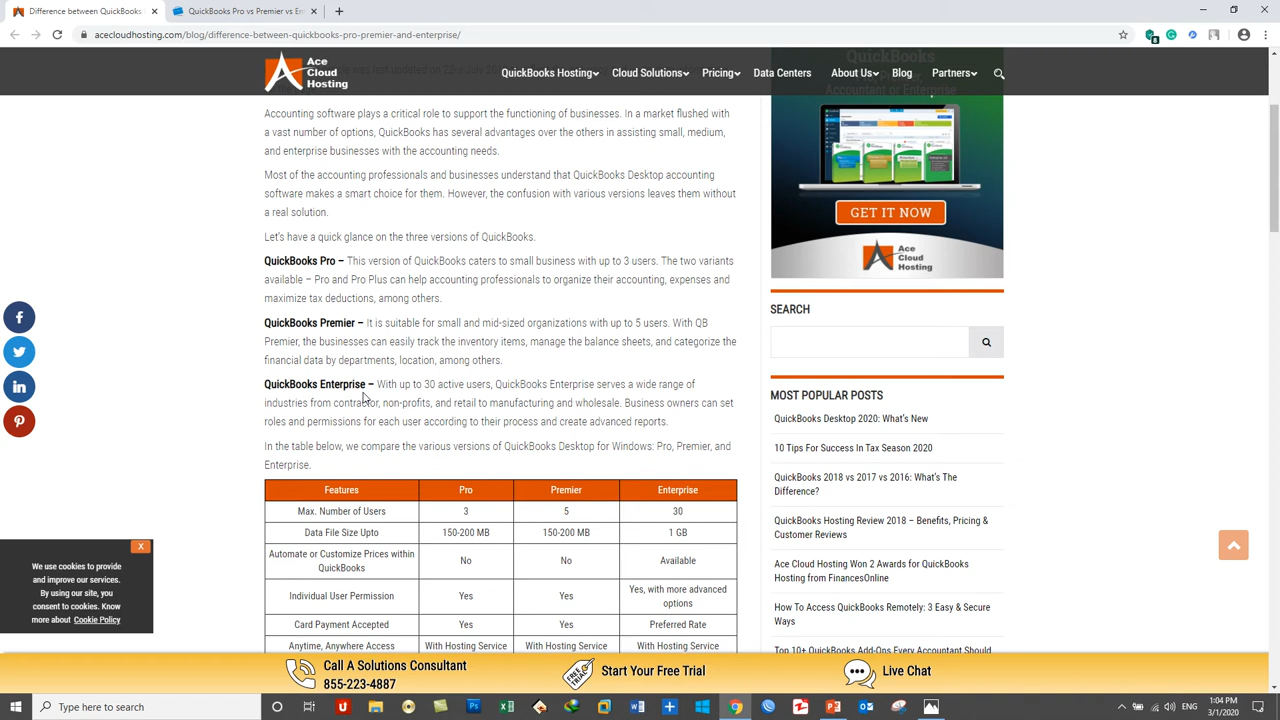 Difference between QuickBooks P
QuickBooks Pro vs Premier vs En
acecloudhosting.com/blog/difference-between-quickbooks-pro-premier-and-enterprise/
Ace
Cloud
Hosting
QuickBooks Hosting
Cloud Solutions
Pricing
Data Centers
About Us
Blog
Partners
QuickBooks
Accountant or Enterprise
Accounting software plays a critical role to support the functioning of businesses. In a market flushed with
a vast number of options, QuickBooks has several advantages over the others in assisting small, medium,
and enterprise businesses with the accounting needs.
Most of the accounting professionals and businesses understand that QuickBooks Desktop accounting
software makes a smart choice for them. However, the confusion with various versions leaves them without
a real solution.
Let's have a quick glance on the three versions of QuickBooks.
QuickBooks Pro – This version of QuickBooks caters to small business with up to 3 users. The two variants
available – Pro and Pro Plus can help accounting professionals to organize their accounting, expenses and
maximize tax deductions, among others.
QuickBooks Premier – It is suitable for small and mid-sized organizations with up to 5 users. With QB
Premier, the businesses can easily track the inventory items, manage the balance sheets, and categorize the
financial data by departments, location, among others.
QuickBooks Enterprise – With up to 30 active users, QuickBooks Enterprise serves a wide range of
industries from contractor, non-profits, and retail to manufacturing and wholesale. Business owners can set
roles and permissions for each user according to their process and create advanced reports.
In the table below, we compare the various versions of QuickBooks Desktop for Windows: Pro, Premier, and
Enterprise.
Features Pro Premier Enterprise
Max. Number of Users 3 5 30
Data File Size Upto 150-200 MB 150-200 MB 1 GB
Automate or Customize Prices within
QuickBooks No No Available
Individual User Permission Yes Yes Yes, with more advanced
options
Card Payment Accepted Yes Yes Preferred Rate
Anytime, Anywhere Access With Hosting Service With Hosting Service With Hosting Service
GET IT NOW
Ace
Cloud
Hosting
SEARCH
MOST POPULAR POSTS
QuickBooks Desktop 2020: What's New
10 Tips For Success In Tax Season 2020
QuickBooks 2018 vs 2017 vs 2016: What's The
Difference?
QuickBooks Hosting Review 2018 – Benefits, Pricing &
Customer Reviews
Ace Cloud Hosting Won 2 Awards for QuickBooks
Hosting from FinancesOnline
How To Access QuickBooks Remotely: 3 Easy & Secure
Ways
Top 10+ QuickBooks Add-Ons Every Accountant Should
X
We use cookies to provide
and improve our services.
By using our site, you
consent to cookies. Know
more about Cookie Policy
Call A Solutions Consultant
855-223-4887
FREE TRIAL
Start Your Free Trial
Live Chat
Type here to search
1:04 PM
3/1/2020